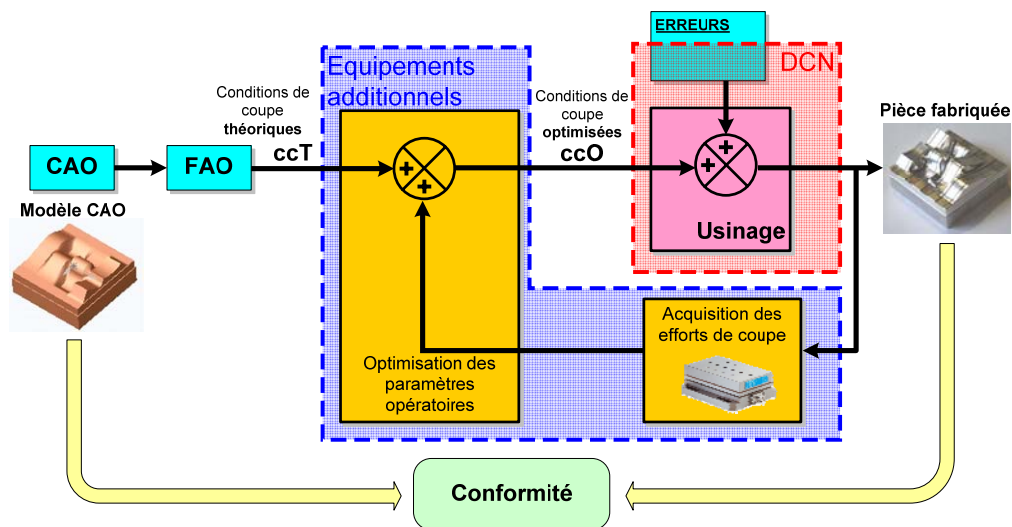 ERREURS
DCN
Equipements
additionnels
Conditions de
coupe
théoriques
ccT
Conditions de
coupe
optimisées
ccO
Pièce fabriquée
CAO
FAO
+
+
+
+
Modèle CAO
Usinage
Acquisition des
efforts de coupe
Optimisation des
paramètres
opératoires
Conformité